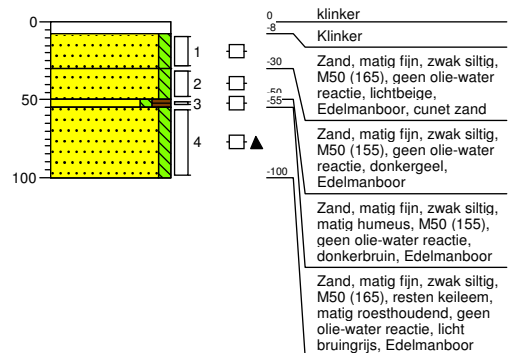 0
50
100
1
2
3
4
0
klinker
-8
Klinker
-30
Zand, matig fijn, zwak siltig,
M50 (165), geen olie-water
reactie, lichtbeige,
Edelmanboor, cunet zand
-50
-55
Zand, matig fijn, zwak siltig,
M50 (155), geen olie-water
reactie, donkergeel,
Edelmanboor
-100
Zand, matig fijn, zwak siltig,
matig humeus, M50 (155),
geen olie-water reactie,
donkerbruin, Edelmanboor
Zand, matig fijn, zwak siltig,
M50 (165), resten keileem,
matig roesthoudend, geen
olie-water reactie, licht
bruingrijs, Edelmanboor